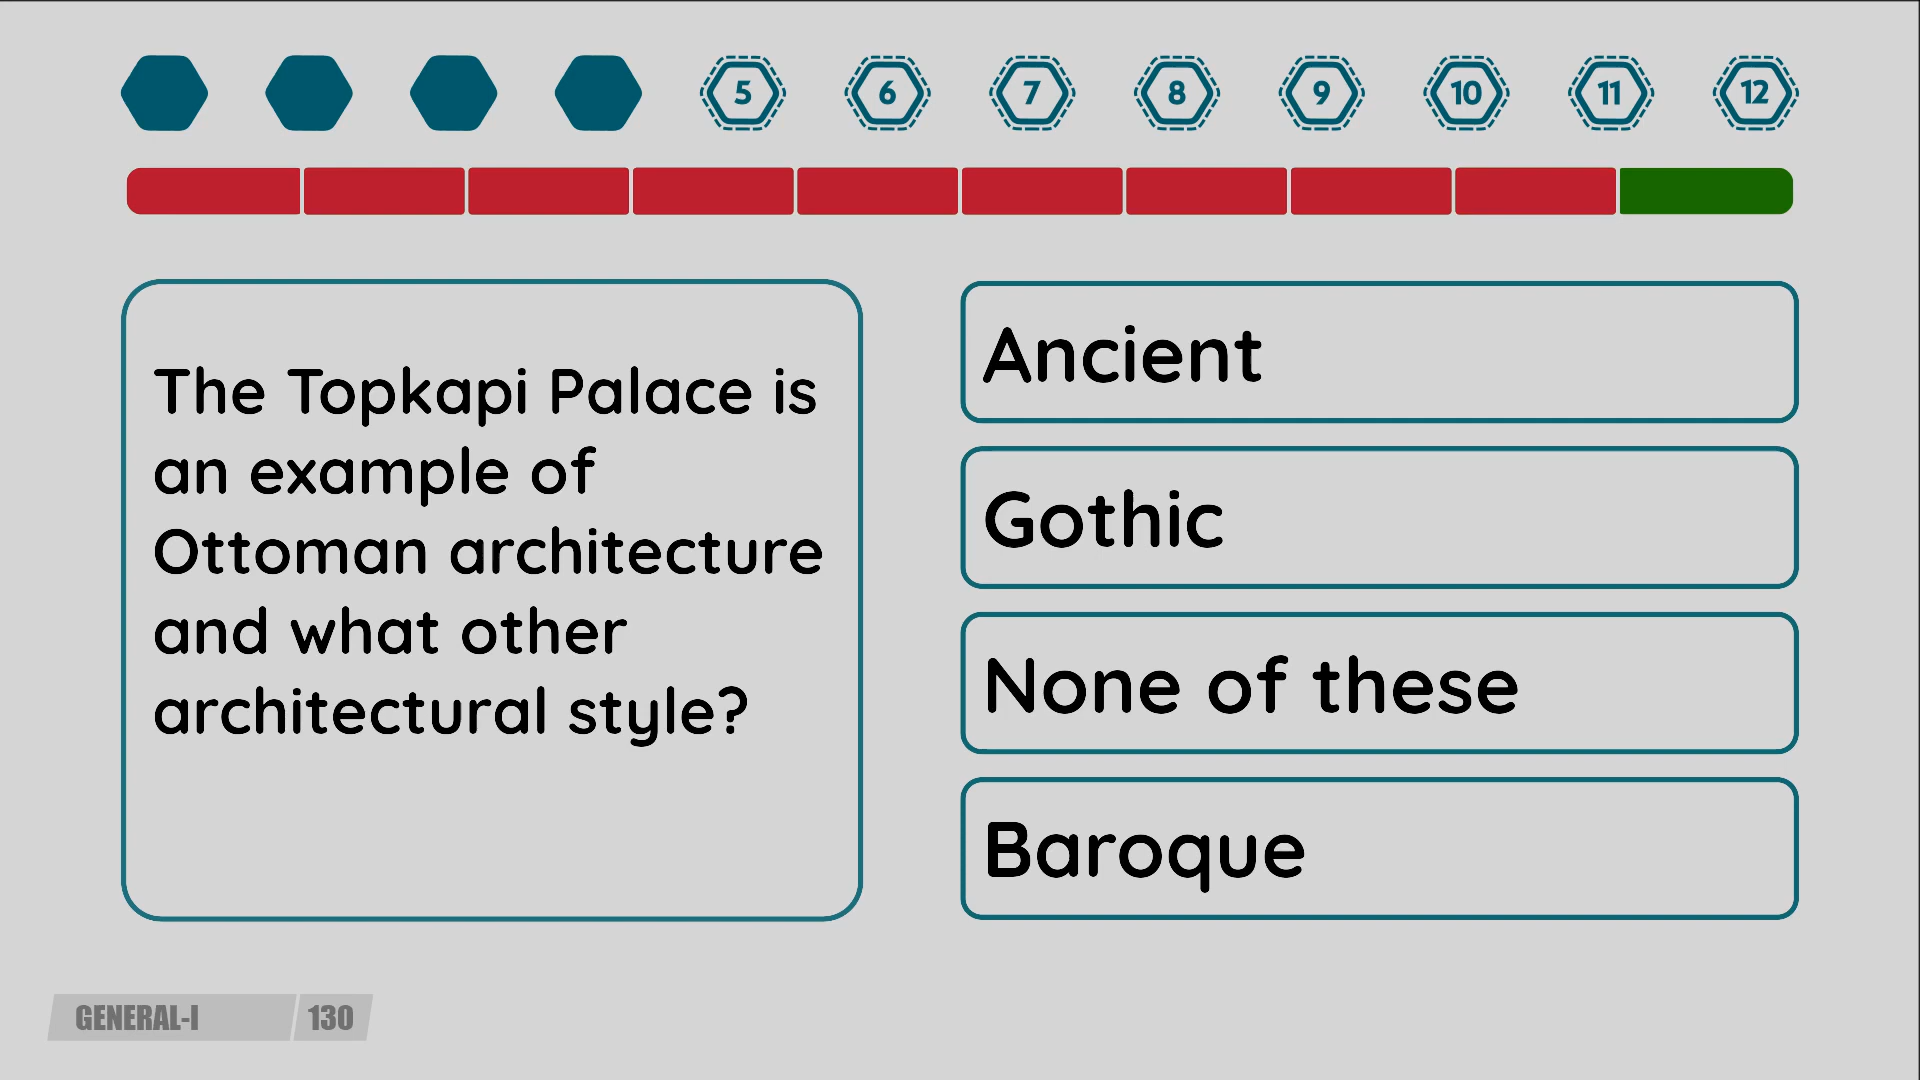 5 6 7 8 9 10 11 12
The Topkapi Palace is
an example of
Ottoman architecture
and what other
architectural style?
Ancient
Gothic
None of these
Baroque
GENERAL-I 130